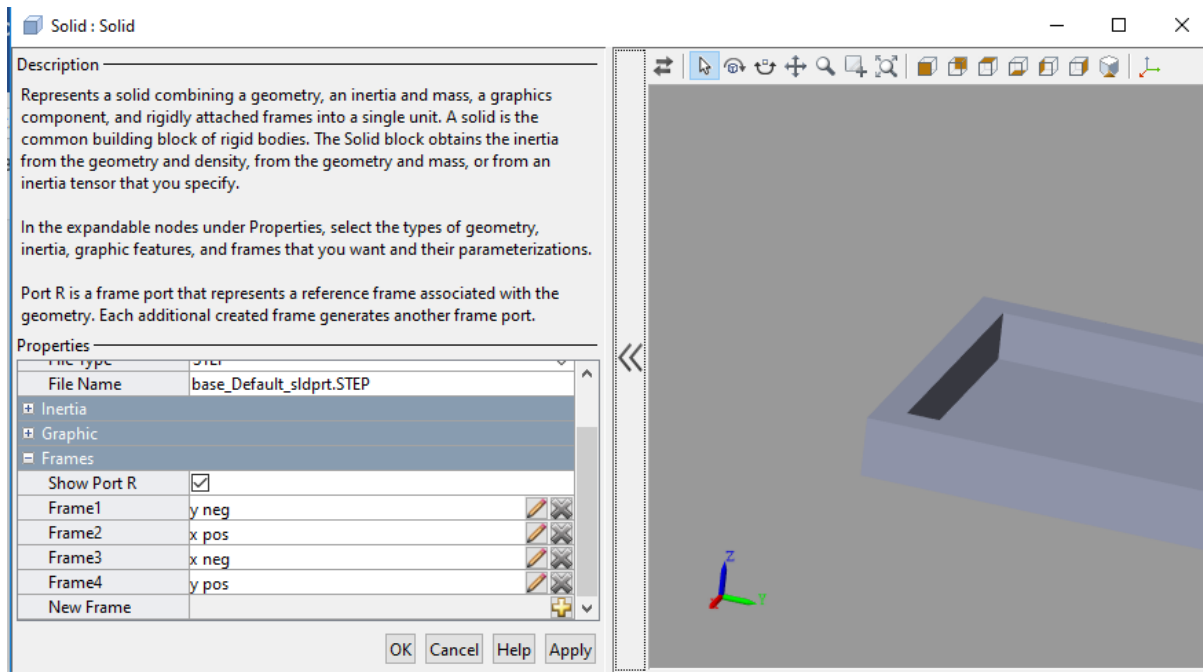 Solid : Solid
Description
Represents a solid combining a geometry, an inertia and mass, a graphics
component, and rigidly attached frames into a single unit. A solid is the
common building block of rigid bodies. The Solid block obtains the inertia
from the geometry and density, from the geometry and mass, or from an
inertia tensor that you specify.
In the expandable nodes under Properties, select the types of geometry,
inertia, graphic features, and frames that you want and their parameterizations.
Port R is a frame port that represents a reference frame associated with the
geometry. Each additional created frame generates another frame port.
Properties
File Type STEP
File Name base_Default_sldprt.STEP
Inertia
Graphic
Frames
Show Port R
Frame1 y neg
Frame2 x pos
Frame3 x neg
Frame4 y pos
New Frame
OK Cancel Help Apply
Z
Y